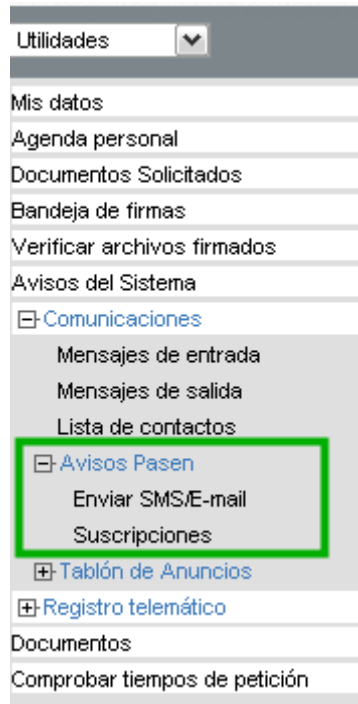 Utilidades
Mis datos
Agenda personal
Documentos Solicitados
Bandeja de firmas
Verificar archivos firmados
Avisos del Sistema
Comunicaciones
Mensajes de entrada
Mensajes de salida
Lista de contactos
Avisos Pasen
Enviar SMS/E-mail
Suscripciones
Tablón de Anuncios
Registro telemático
Documentos
Comprobar tiempos de petición